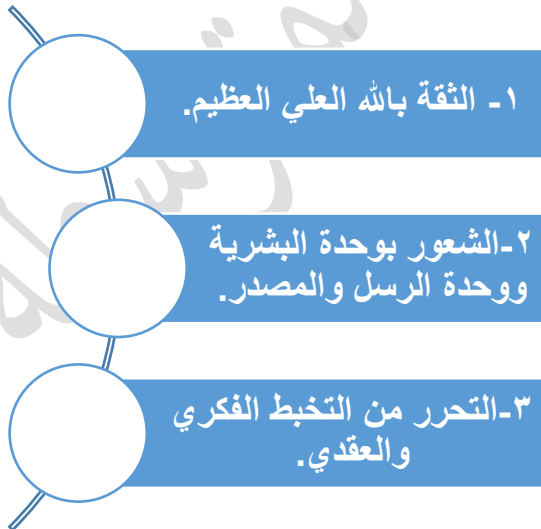 ١- الثقة بالله العلي العظيم.
٢-الشعور بوحدة البشرية
ووحدة الرسل والمصدر.
٣-التحرر من التخبط الفكري
والعقدي.